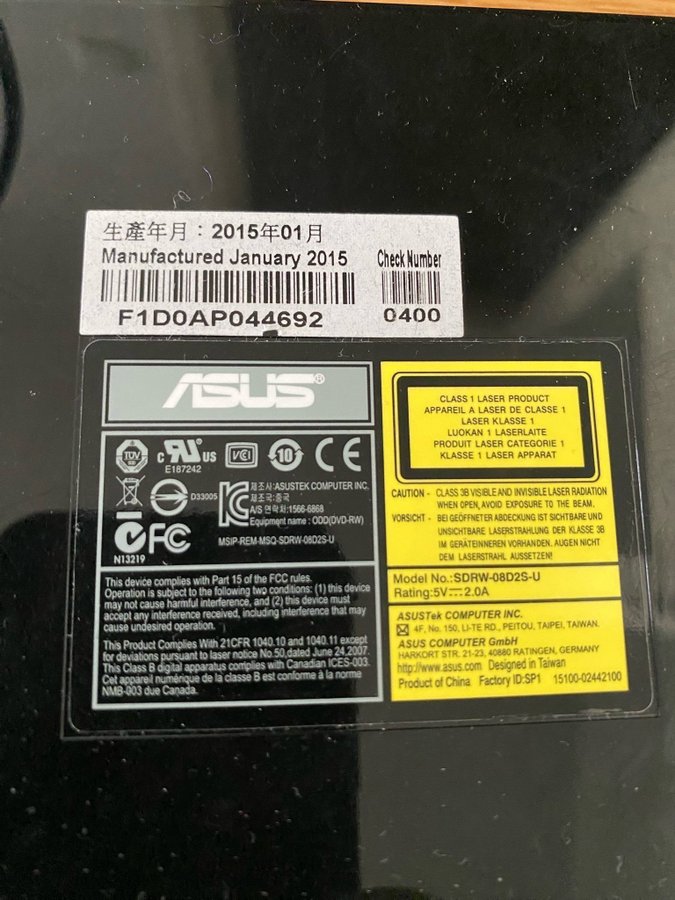 生產年月：2015年01月
Manufactured January 2015
Check Number
F1D0AP044692
0400
ASUS®
TÜV
c RU US
E187242
VCI
10
CE
D33005
N13219
FC
제조사:ASUSTEK COMPUTER INC.
제조국:중국
A/S 연락처:1566-6868
Equipment name : ODD(DVD-RW)
MSIP-REM-MSQ-SDRW-08D2S-U
This device complies with Part 15 of the FCC rules.
Operation is subject to the following two conditions: (1) this device
may not cause harmful interference, and (2) this device must
accept any interference received, including interference that may
cause undesired operation.
This Product Complies With 21CFR 1040.10 and 1040.11 except
for deviations pursuant to laser notice No.50,dated June 24,2007.
This Class B digital apparatus complies with Canadian ICES-003.
Cet appareil numérique de la classe B est conforme à la norme
NMB-003 due Canada.
CLASS 1 LASER PRODUCT
APPAREIL A LASER DE CLASSE 1
LASER KLASSE 1
LUOKAN 1 LASERLAITE
PRODUIT LASER CATEGORIE 1
KLASSE 1 LASER APPARAT
CAUTION - CLASS 3B VISIBLE AND INVISIBLE LASER RADIATION
WHEN OPEN, AVOID EXPOSURE TO THE BEAM.
VORSICHT - BEI GEÖFFNETER ABDECKUNG IST SICHTBARE UND
UNSICHTBARE LASERSTRAHLUNG DER KLASSE 3B
IM GERÄTEINNEREN VORHANDEN. AUGEN NICHT
DEM LASERSTRAHL AUSSETZEN!
Model No.:SDRW-08D2S-U
Rating:5V 2.0A
ASUSTek COMPUTER INC.
4F, No. 150, LI-TE RD., PEITOU, TAIPEI, TAIWAN.
ASUS COMPUTER GmbH
HARKORT STR. 21-23, 40880 RATINGEN, GERMANY
http://www.asus.com Designed in Taiwan
Product of China Factory ID:SP1 15100-02442100